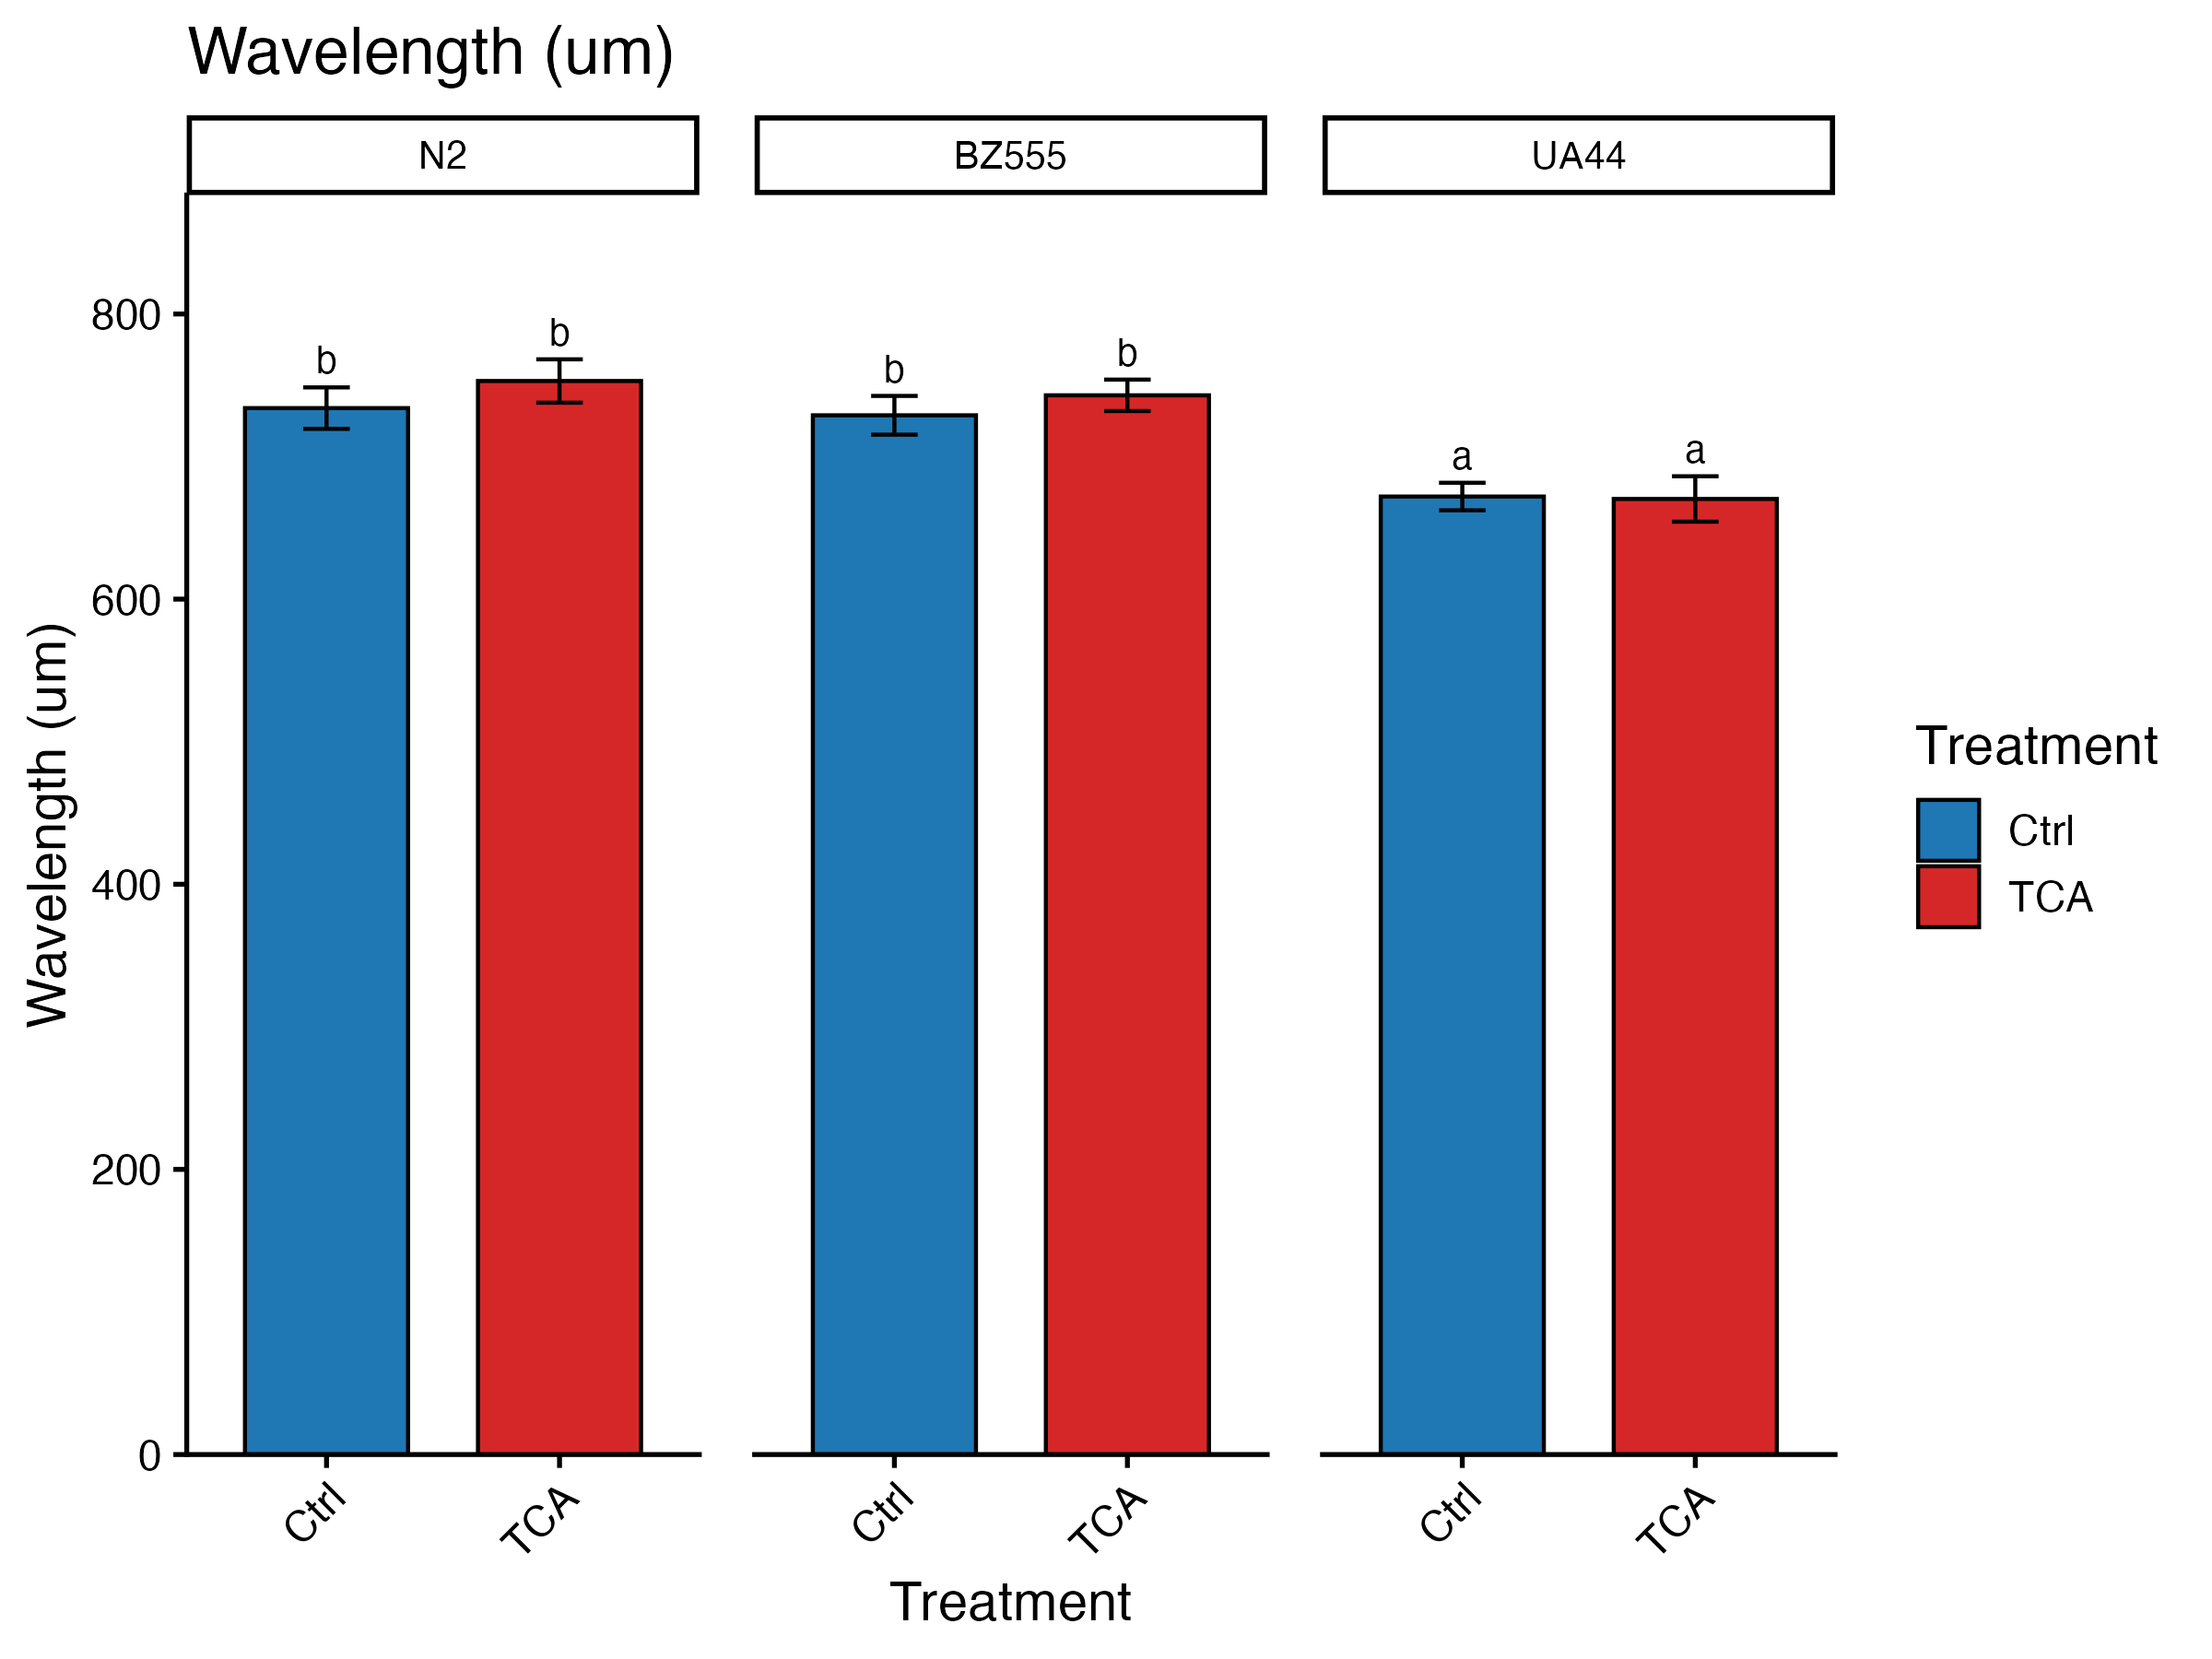 Wavelength (um)
N2
BZ555
UA44
Wavelength (um)
800
600
400
200
0
b
b
b
b
a
a
Ctrl
TCA
Ctrl
TCA
Ctrl
TCA
Treatment
Treatment
Ctrl
TCA